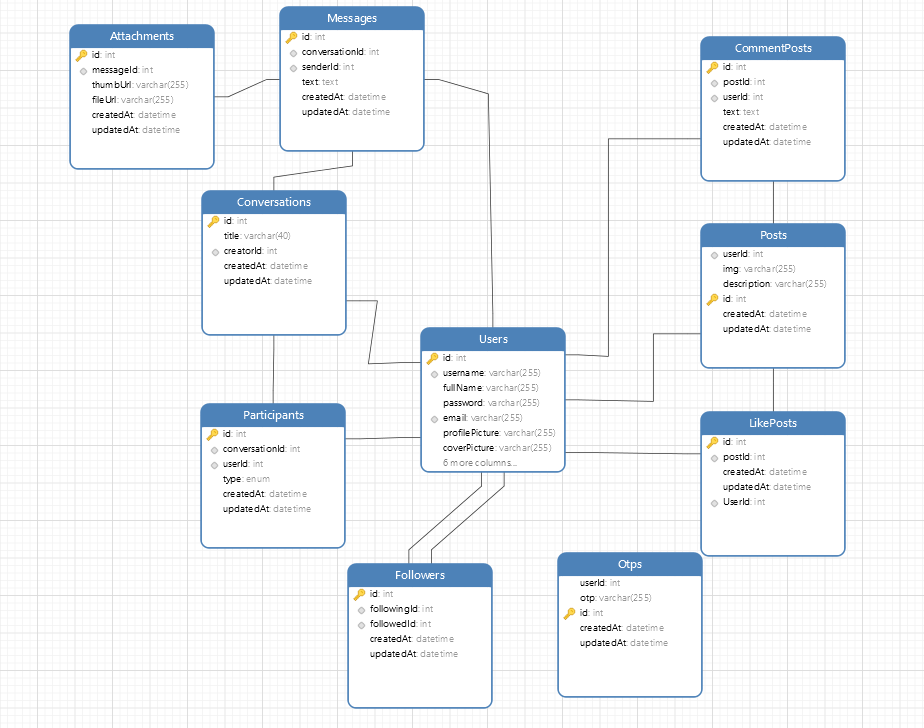 Attachments
id: int
messageId: int
thumbUrl: varchar(255)
fileUrl: varchar(255)
createdAt: datetime
updatedAt: datetime
Messages
id: int
conversationId: int
senderId: int
text: text
createdAt: datetime
updatedAt: datetime
CommentPosts
id: int
postId: int
userId: int
text: text
createdAt: datetime
updatedAt: datetime
Conversations
id: int
title: varchar(40)
creatorId: int
createdAt: datetime
updatedAt: datetime
Posts
userId: int
img: varchar(255)
description: varchar(255)
id: int
createdAt: datetime
updatedAt: datetime
Users
id: int
username: varchar(255)
fullName: varchar(255)
password: varchar(255)
email: varchar(255)
profilePicture: varchar(255)
coverPicture: varchar(255)
6 more columns...
Participants
id: int
conversationId: int
userId: int
type: enum
createdAt: datetime
updatedAt: datetime
LikePosts
id: int
postId: int
createdAt: datetime
updatedAt: datetime
UserId: int
Followers
id: int
followingId: int
followedId: int
createdAt: datetime
updatedAt: datetime
Otps
userId: int
otp: varchar(255)
id: int
createdAt: datetime
updatedAt: datetime